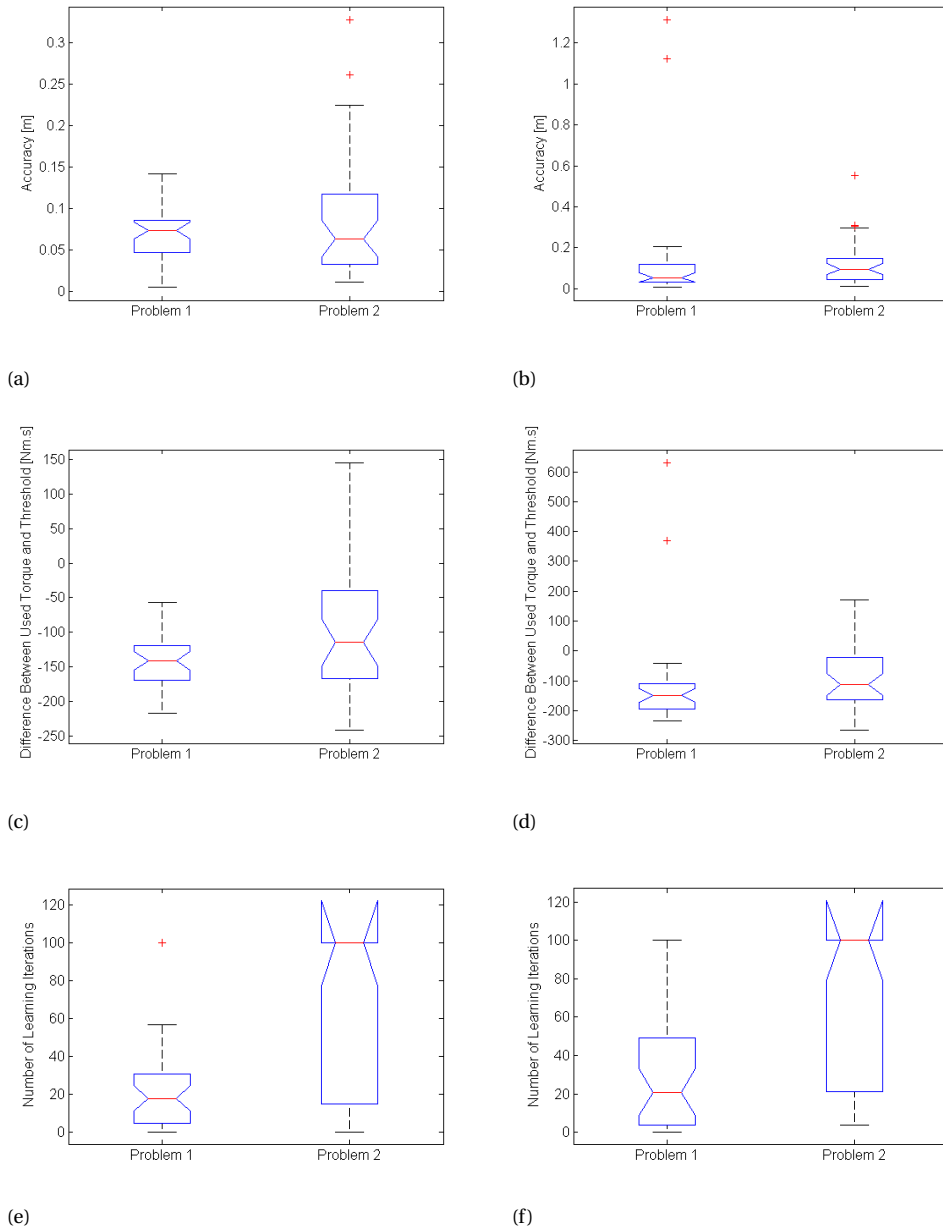 0.3
0.25
0.2
0.15
0.1
0.05
0
Accuracy [m]
Problem 1
Problem 2
(a)
1.2
1
0.8
0.6
0.4
0.2
0
Accuracy [m]
Problem 1
Problem 2
(b)
150
100
50
0
-50
-100
-150
-200
-250
Difference Between Used Torque and Threshold [Nm.s]
Problem 1
Problem 2
(c)
600
500
400
300
200
100
0
-100
-200
-300
Difference Between Used Torque and Threshold [Nm.s]
Problem 1
Problem 2
(d)
120
100
80
60
40
20
0
Number of Learning Iterations
Problem 1
Problem 2
(e)
120
100
80
60
40
20
0
Number of Learning Iterations
Problem 1
Problem 2
(f)